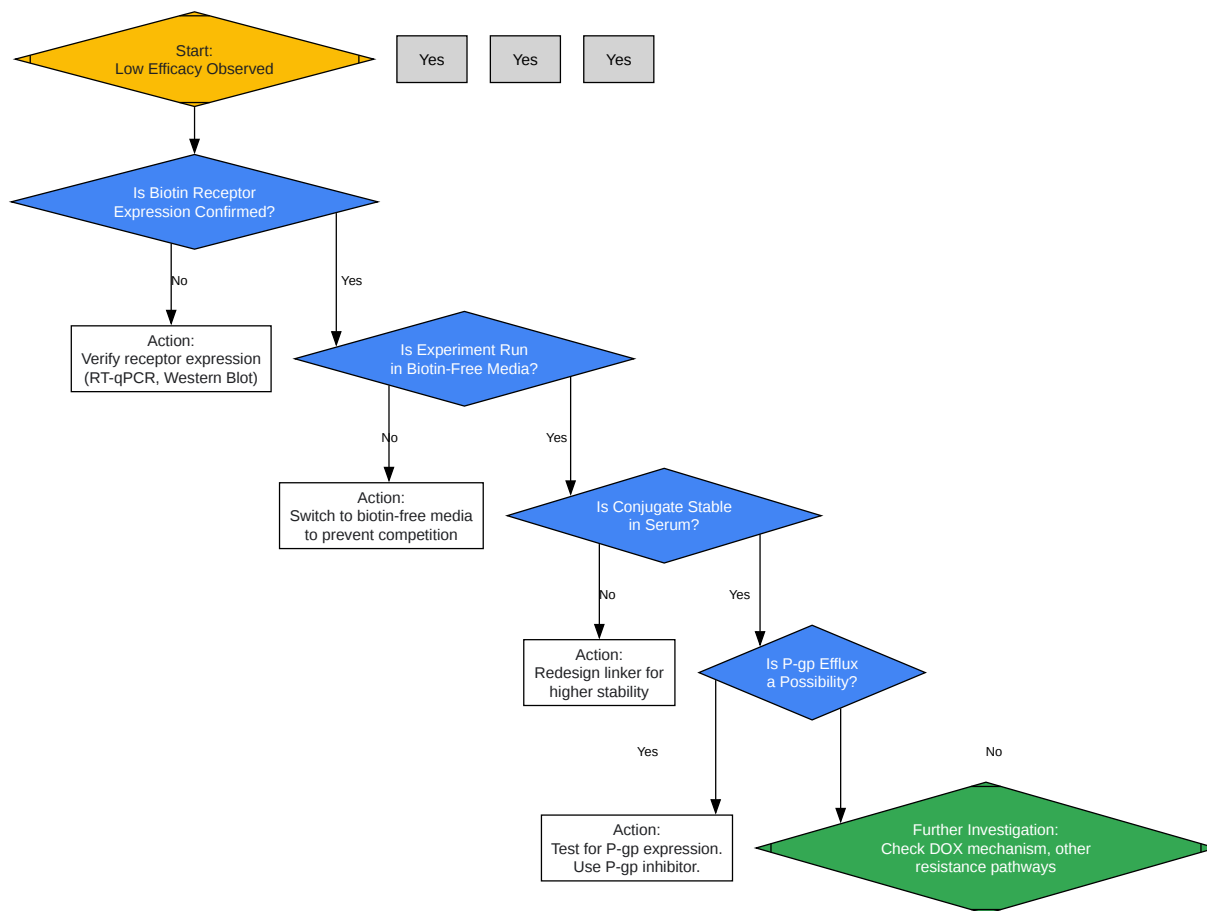 Start:
Low Efficacy Observed
Yes
Yes
Yes
Is Biotin Receptor
Expression Confirmed?
No
Yes
Action:
Verify receptor expression
(RT-qPCR, Western Blot)
Is Experiment Run
in Biotin-Free Media?
No
Yes
Action:
Switch to biotin-free media
to prevent competition
Is Conjugate Stable
in Serum?
No
Yes
Action:
Redesign linker for
higher stability
Is P-gp Efflux
a Possibility?
Yes
No
Action:
Test for P-gp expression.
Use P-gp inhibitor.
Further Investigation:
Check DOX mechanism, other
resistance pathways